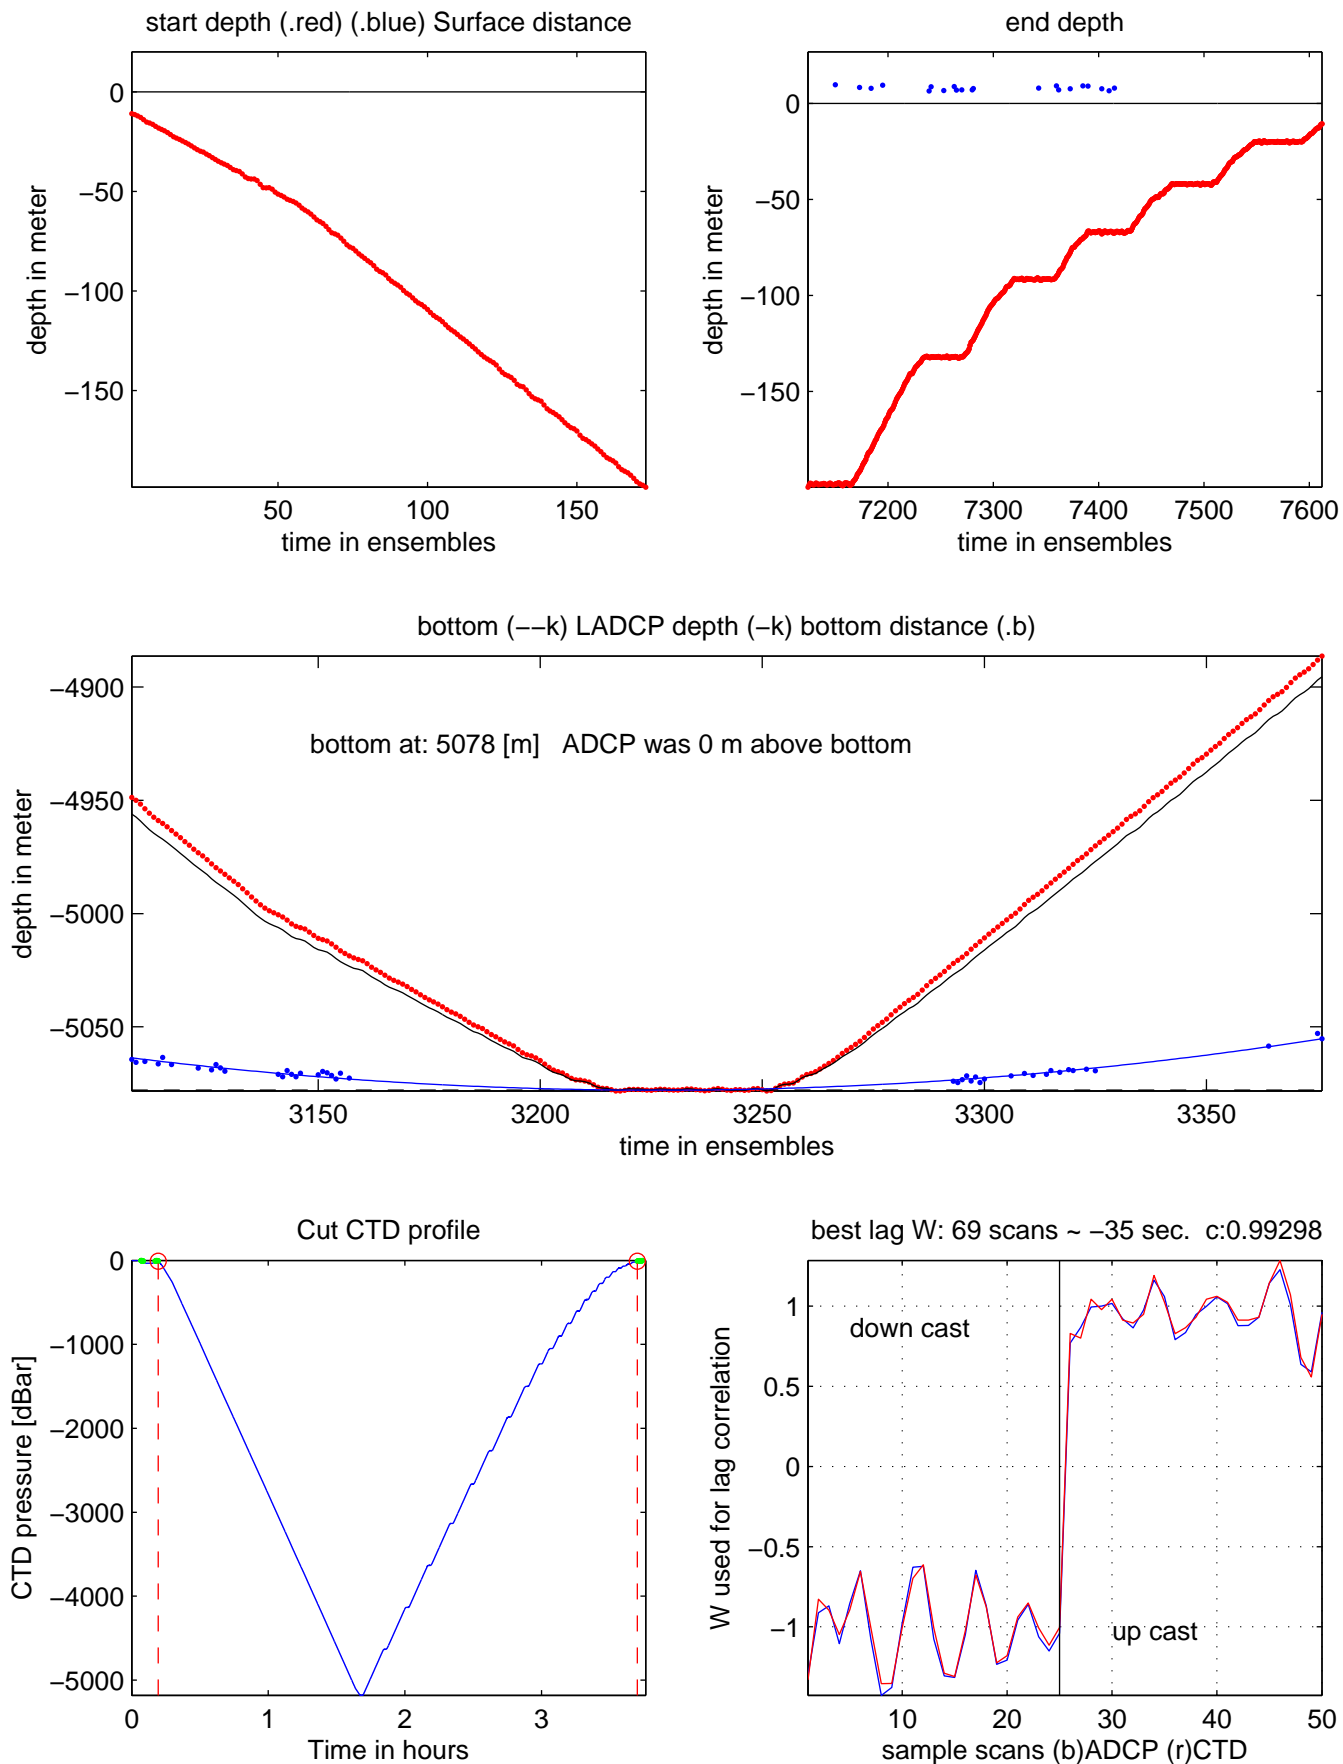 start depth (.red) (.blue) Surface distance
0
−50
−100
−150
depth in meter
50
100
150
time in ensembles
end depth
0
−50
−100
−150
depth in meter
7200
7300
7400
7500
7600
time in ensembles
bottom (−−k) LADCP depth (−k) bottom distance (.b)
−4900
−4950
−5000
−5050
depth in meter
bottom at: 5078 [m]   ADCP was 0 m above bottom
3150
3200
3250
3300
3350
time in ensembles
Cut CTD profile
0
−1000
−2000
−3000
−4000
−5000
CTD pressure [dBar]
0
1
2
3
Time in hours
best lag W: 69 scans ~ −35 sec.  c:0.99298
1
0.5
0
−0.5
−1
W used for lag correlation
down cast
up cast
10
20
30
40
50
sample scans (b)ADCP (r)CTD